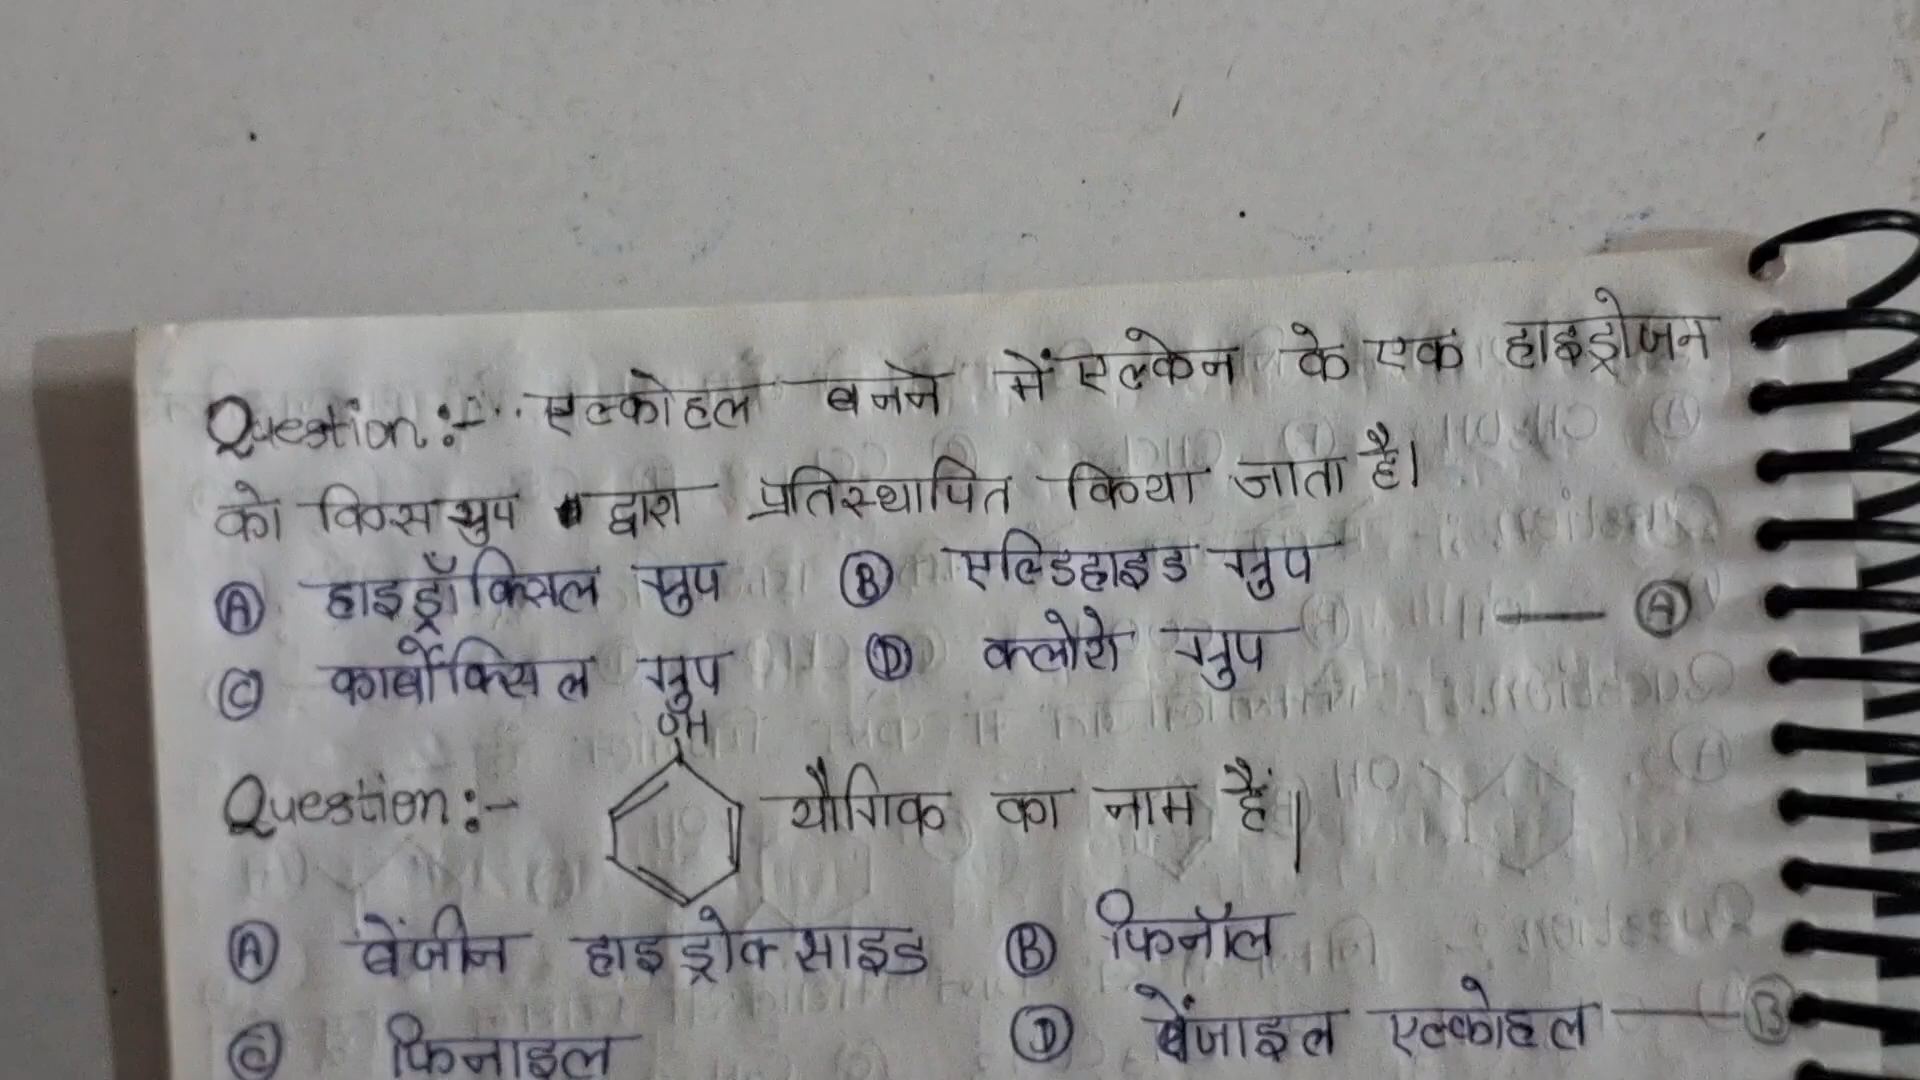 Question :- एल्कोहल बनने में एल्केन के एक हाइड्रोजन
को किस ग्रुप द्वारा प्रतिस्थापित किया जाता है।
Ⓐ हाइड्रॉक्सिल ग्रुप Ⓑ एल्डिहाइड ग्रुप
Ⓒ कार्बोक्सिल ग्रुप Ⓓ क्लोरो ग्रुप — Ⓐ
OH
Question :- यौगिक का नाम हैं।
Ⓐ बेंजीन हाइड्रोक्साइड Ⓑ फिनॉल
Ⓒ फिनाइल Ⓓ बेंजाइल एल्कोहल — Ⓑ